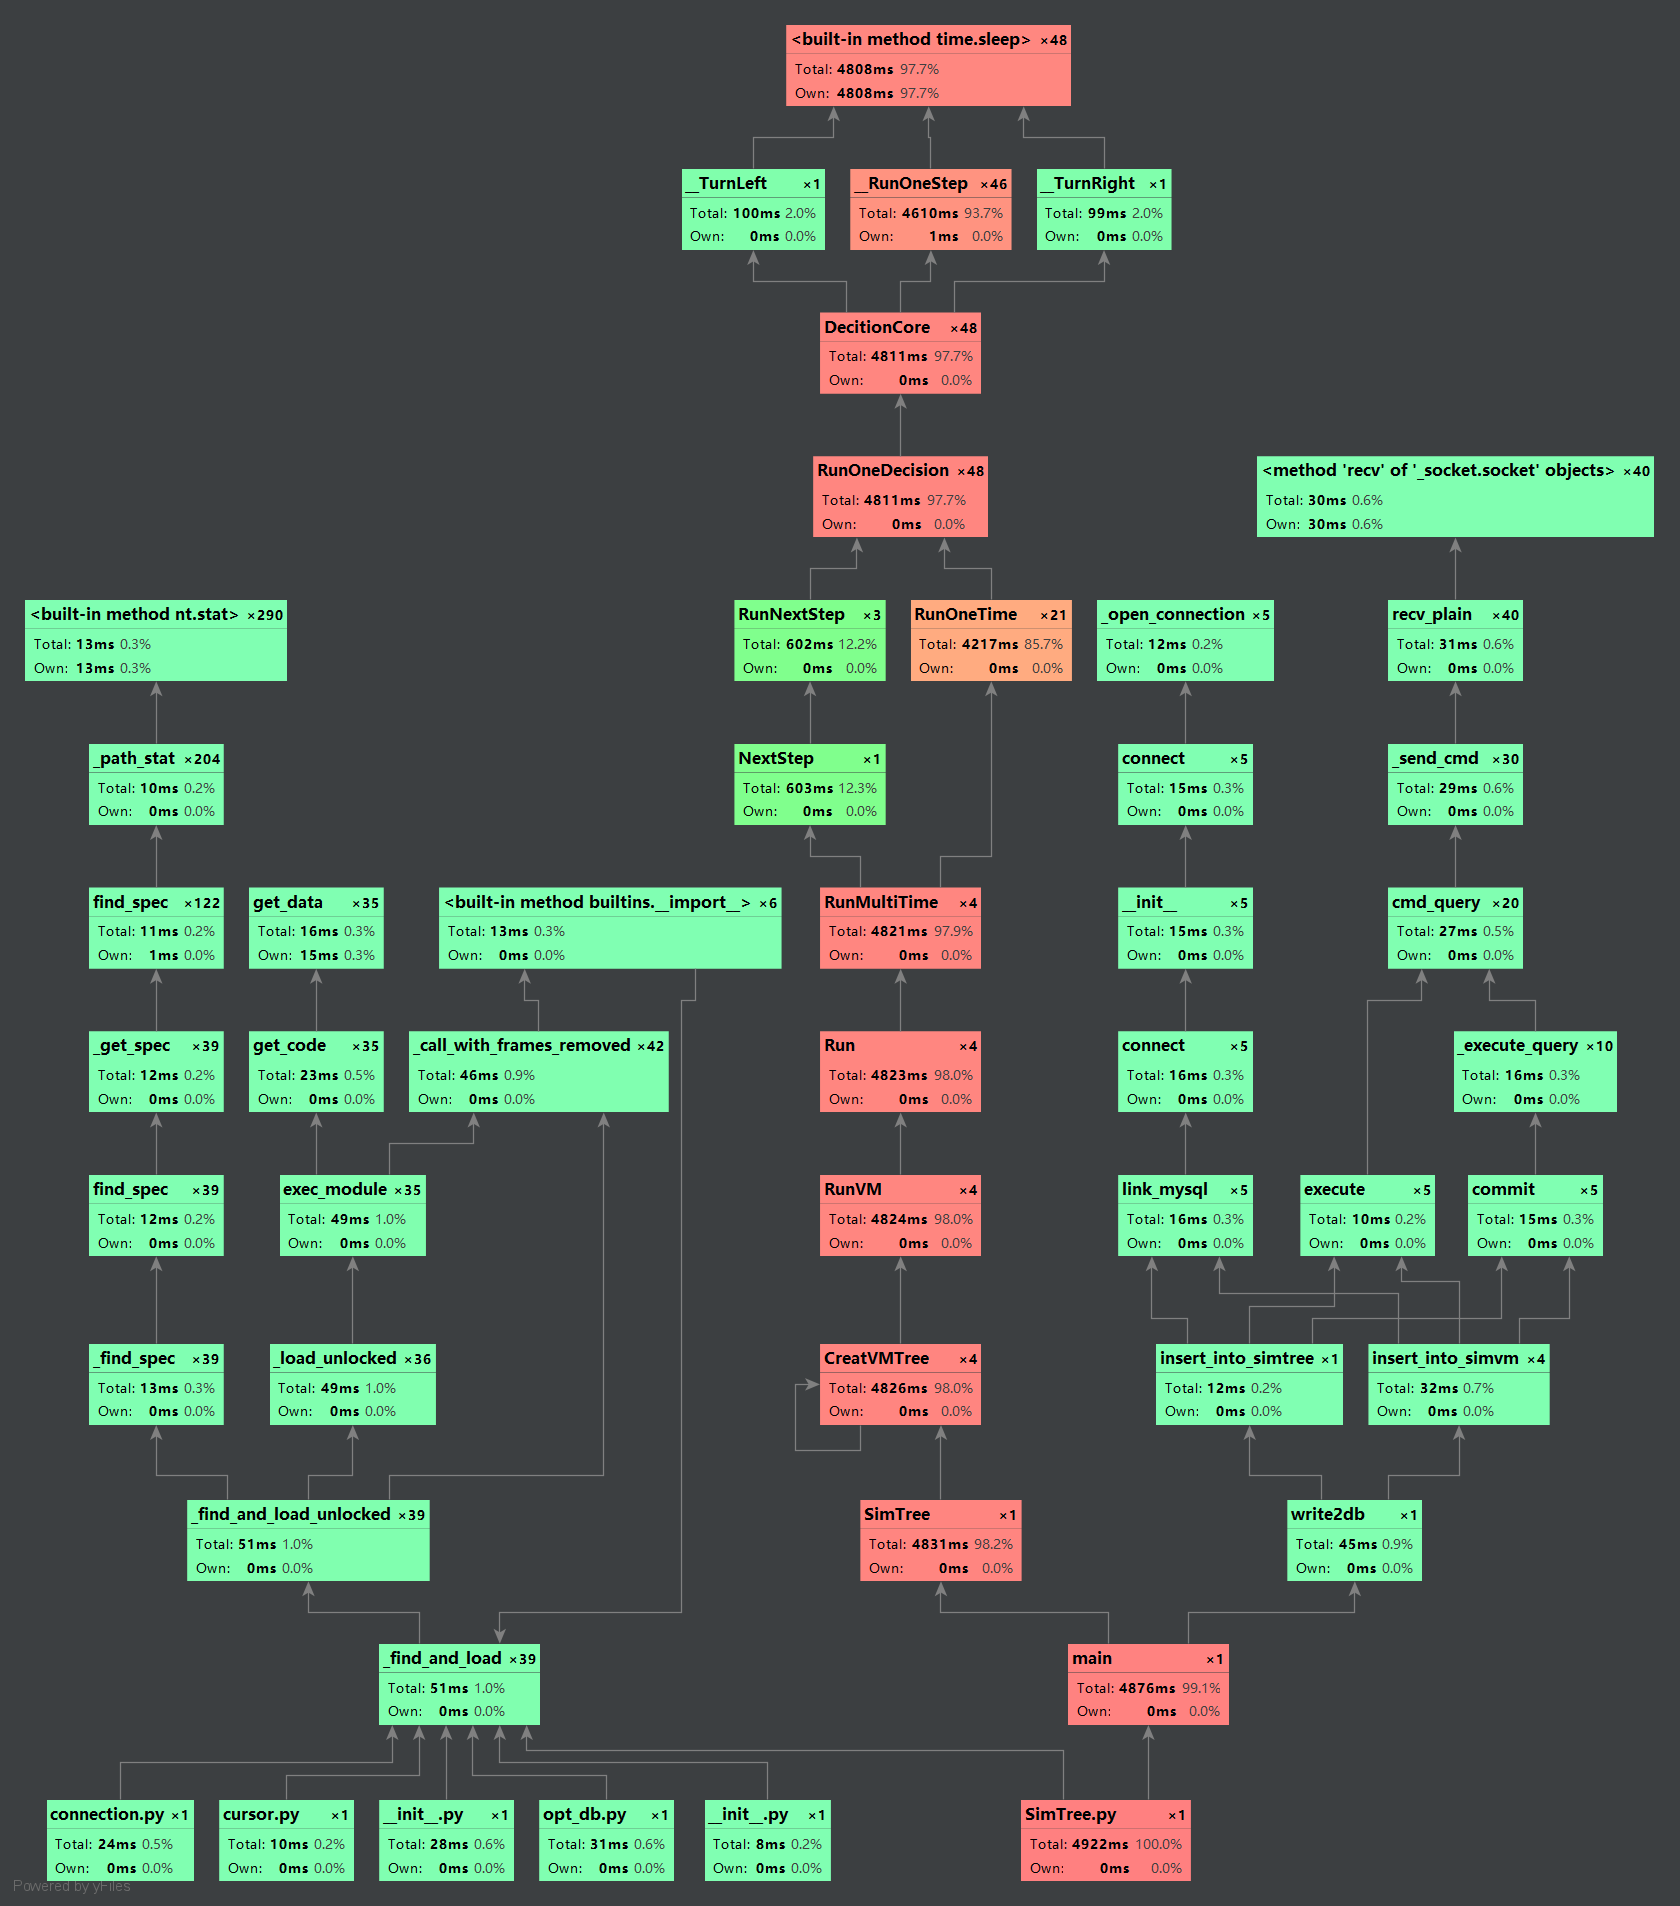 <built-in method time.sleep> ×48
Total: 4808ms 97.7%
Own: 4808ms 97.7%
__TurnLeft ×1
Total: 100ms 2.0%
Own: 0ms 0.0%
__RunOneStep ×46
Total: 4610ms 93.7%
Own: 1ms 0.0%
__TurnRight ×1
Total: 99ms 2.0%
Own: 0ms 0.0%
DecitionCore ×48
Total: 4811ms 97.7%
Own: 0ms 0.0%
RunOneDecision ×48
Total: 4811ms 97.7%
Own: 0ms 0.0%
<method 'recv' of '_socket.socket' objects> ×40
Total: 30ms 0.6%
Own: 30ms 0.6%
<built-in method nt.stat> ×290
Total: 13ms 0.3%
Own: 13ms 0.3%
RunNextStep ×3
Total: 602ms 12.2%
Own: 0ms 0.0%
RunOneTime ×21
Total: 4217ms 85.7%
Own: 0ms 0.0%
_open_connection ×5
Total: 12ms 0.2%
Own: 0ms 0.0%
recv_plain ×40
Total: 31ms 0.6%
Own: 0ms 0.0%
_path_stat ×204
Total: 10ms 0.2%
Own: 0ms 0.0%
NextStep ×1
Total: 603ms 12.3%
Own: 0ms 0.0%
connect ×5
Total: 15ms 0.3%
Own: 0ms 0.0%
_send_cmd ×30
Total: 29ms 0.6%
Own: 0ms 0.0%
find_spec ×122
Total: 11ms 0.2%
Own: 1ms 0.0%
get_data ×35
Total: 16ms 0.3%
Own: 15ms 0.3%
<built-in method builtins.__import__> ×6
Total: 13ms 0.3%
Own: 0ms 0.0%
RunMultiTime ×4
Total: 4821ms 97.9%
Own: 0ms 0.0%
__init__ ×5
Total: 15ms 0.3%
Own: 0ms 0.0%
cmd_query ×20
Total: 27ms 0.5%
Own: 0ms 0.0%
_get_spec ×39
Total: 12ms 0.2%
Own: 0ms 0.0%
get_code ×35
Total: 23ms 0.5%
Own: 0ms 0.0%
_call_with_frames_removed ×42
Total: 46ms 0.9%
Own: 0ms 0.0%
Run ×4
Total: 4823ms 98.0%
Own: 0ms 0.0%
connect ×5
Total: 16ms 0.3%
Own: 0ms 0.0%
_execute_query ×10
Total: 16ms 0.3%
Own: 0ms 0.0%
find_spec ×39
Total: 12ms 0.2%
Own: 0ms 0.0%
exec_module ×35
Total: 49ms 1.0%
Own: 0ms 0.0%
RunVM ×4
Total: 4824ms 98.0%
Own: 0ms 0.0%
link_mysql ×5
Total: 16ms 0.3%
Own: 0ms 0.0%
execute ×5
Total: 10ms 0.2%
Own: 0ms 0.0%
commit ×5
Total: 15ms 0.3%
Own: 0ms 0.0%
_find_spec ×39
Total: 13ms 0.3%
Own: 0ms 0.0%
_load_unlocked ×36
Total: 49ms 1.0%
Own: 0ms 0.0%
CreatVMTree ×4
Total: 4826ms 98.0%
Own: 0ms 0.0%
insert_into_simtree ×1
Total: 12ms 0.2%
Own: 0ms 0.0%
insert_into_simvm ×4
Total: 32ms 0.7%
Own: 0ms 0.0%
_find_and_load_unlocked ×39
Total: 51ms 1.0%
Own: 0ms 0.0%
SimTree ×1
Total: 4831ms 98.2%
Own: 0ms 0.0%
write2db ×1
Total: 45ms 0.9%
Own: 0ms 0.0%
_find_and_load ×39
Total: 51ms 1.0%
Own: 0ms 0.0%
main ×1
Total: 4876ms 99.1%
Own: 0ms 0.0%
connection.py ×1
Total: 24ms 0.5%
Own: 0ms 0.0%
cursor.py ×1
Total: 10ms 0.2%
Own: 0ms 0.0%
__init__.py ×1
Total: 28ms 0.6%
Own: 0ms 0.0%
opt_db.py ×1
Total: 31ms 0.6%
Own: 0ms 0.0%
__init__.py ×1
Total: 8ms 0.2%
Own: 0ms 0.0%
SimTree.py ×1
Total: 4922ms 100.0%
Own: 0ms 0.0%
Powered by yFiles